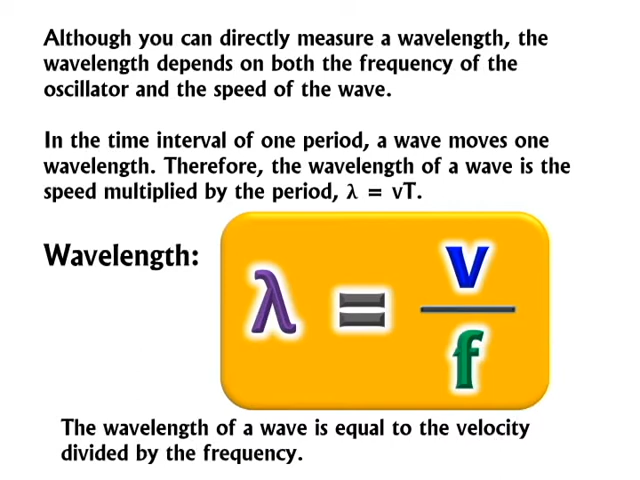 Although you can directly measure a wavelength, the
wavelength depends on both the frequency of the
oscillator and the speed of the wave.
In the time interval of one period, a wave moves one
wavelength. Therefore, the wavelength of a wave is the
speed multiplied by the period, λ = vT.
Wavelength:
λ = v / f
The wavelength of a wave is equal to the velocity
divided by the frequency.